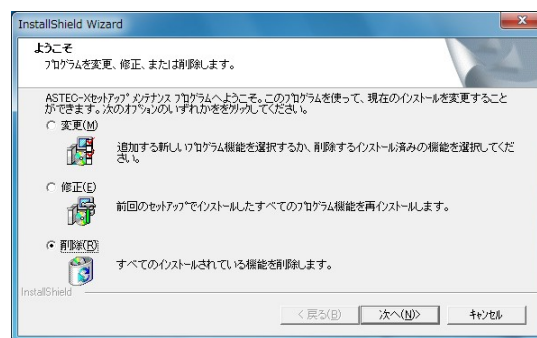 InstallShield Wizard
ようこそ
プログラムを変更、修正、または削除します。
ASTEC-Xセットアップ メンテナンス プログラムへようこそ。このプログラムを使って、現在のインストールを変更すること
ができます。次のオプションのいずれかををクリックしてください。
変更(M)
追加する新しいプログラム機能を選択するか、削除するインストール済みの機能を選択してくだ
さい。
修正(E)
前回のセットアップでインストールしたすべてのプログラム機能を再インストールします。
削除(R)
すべてのインストールされている機能を削除します。
InstallShield
< 戻る(B)
次へ(N)>
キャンセル